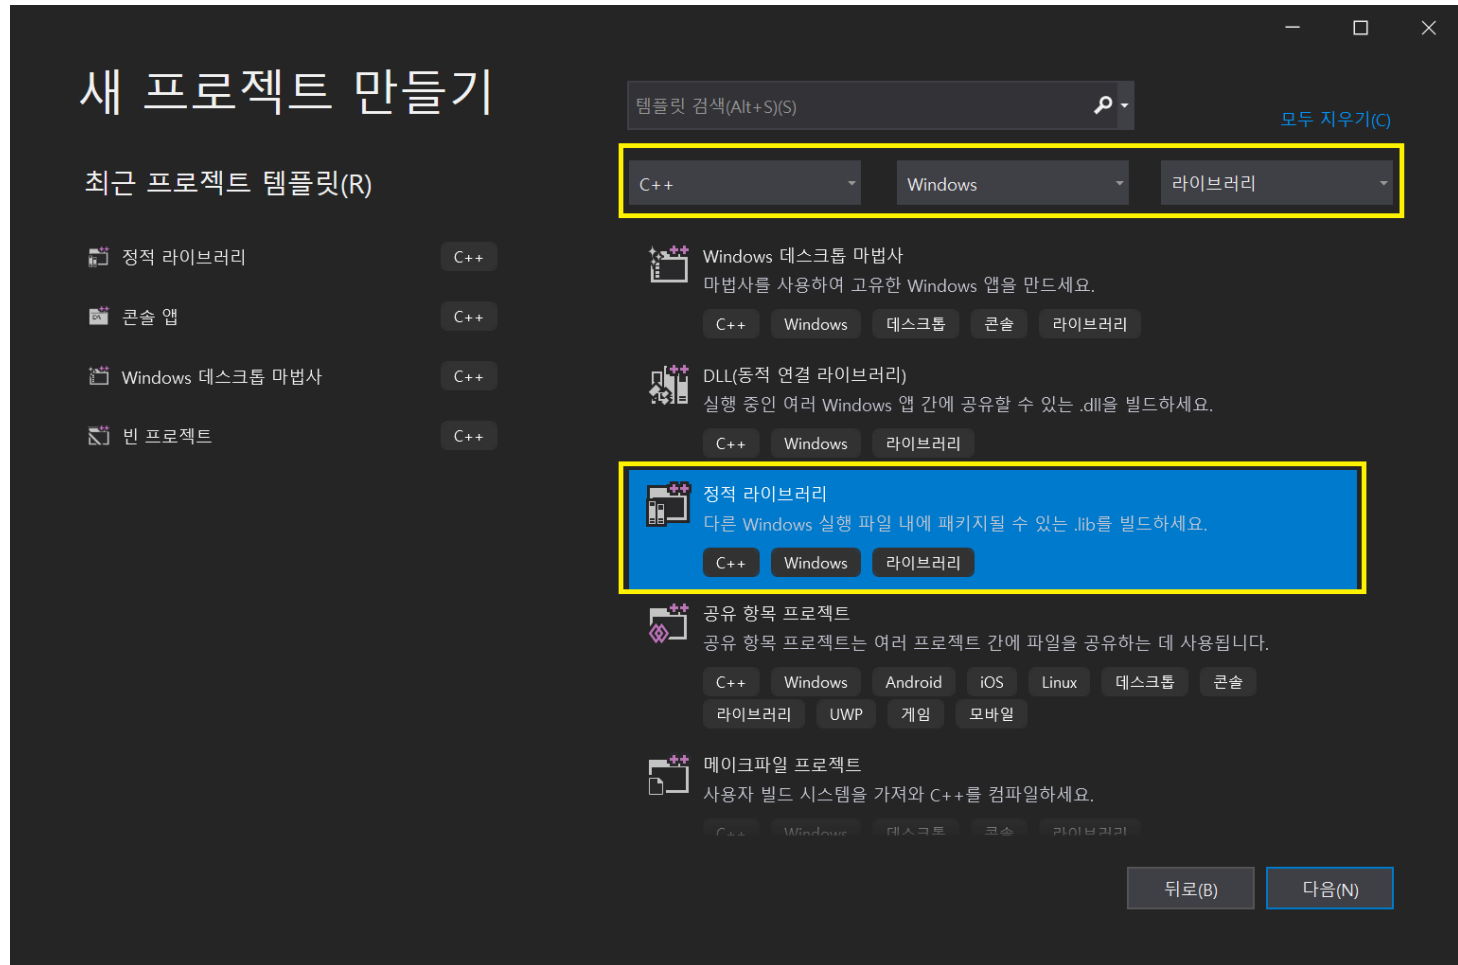 새 프로젝트 만들기
템플릿 검색(Alt+S)(S)
모두 지우기(C)
최근 프로젝트 템플릿(R)
정적 라이브러리 C++
콘솔 앱 C++
Windows 데스크톱 마법사 C++
빈 프로젝트 C++
C++ Windows 라이브러리
Windows 데스크톱 마법사
마법사를 사용하여 고유한 Windows 앱을 만드세요.
C++ Windows 데스크톱 콘솔 라이브러리
DLL(동적 연결 라이브러리)
실행 중인 여러 Windows 앱 간에 공유할 수 있는 .dll을 빌드하세요.
C++ Windows 라이브러리
정적 라이브러리
다른 Windows 실행 파일 내에 패키지될 수 있는 .lib를 빌드하세요.
C++ Windows 라이브러리
공유 항목 프로젝트
공유 항목 프로젝트는 여러 프로젝트 간에 파일을 공유하는 데 사용됩니다.
C++ Windows Android iOS Linux 데스크톱 콘솔
라이브러리 UWP 게임 모바일
메이크파일 프로젝트
사용자 빌드 시스템을 가져와 C++를 컴파일하세요.
C++ Windows 데스크톱 콘솔 라이브러리
뒤로(B) 다음(N)